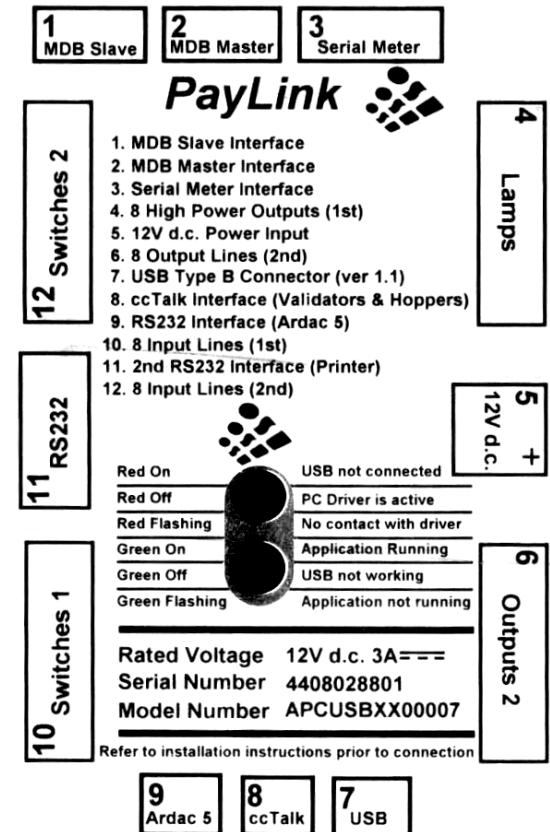 1
MDB Slave
2
MDB Master
3
Serial Meter
PayLink
1. MDB Slave Interface
2. MDB Master Interface
3. Serial Meter Interface
4. 8 High Power Outputs (1st)
5. 12V d.c. Power Input
6. 8 Output Lines (2nd)
7. USB Type B Connector (ver 1.1)
8. ccTalk Interface (Validators & Hoppers)
9. RS232 Interface (Ardac 5)
10. 8 Input Lines (1st)
11. 2nd RS232 Interface (Printer)
12. 8 Input Lines (2nd)
12 Switches 2
4
Lamps
11 RS232
5 +
12V d.c.
Red On USB not connected
Red Off PC Driver is active
Red Flashing No contact with driver
Green On Application Running
Green Off USB not working
Green Flashing Application not running
10 Switches 1
6
Outputs 2
Rated Voltage 12V d.c. 3A
Serial Number 4408028801
Model Number APCUSBXX00007
Refer to installation instructions prior to connection
9
Ardac 5
8
ccTalk
7
USB